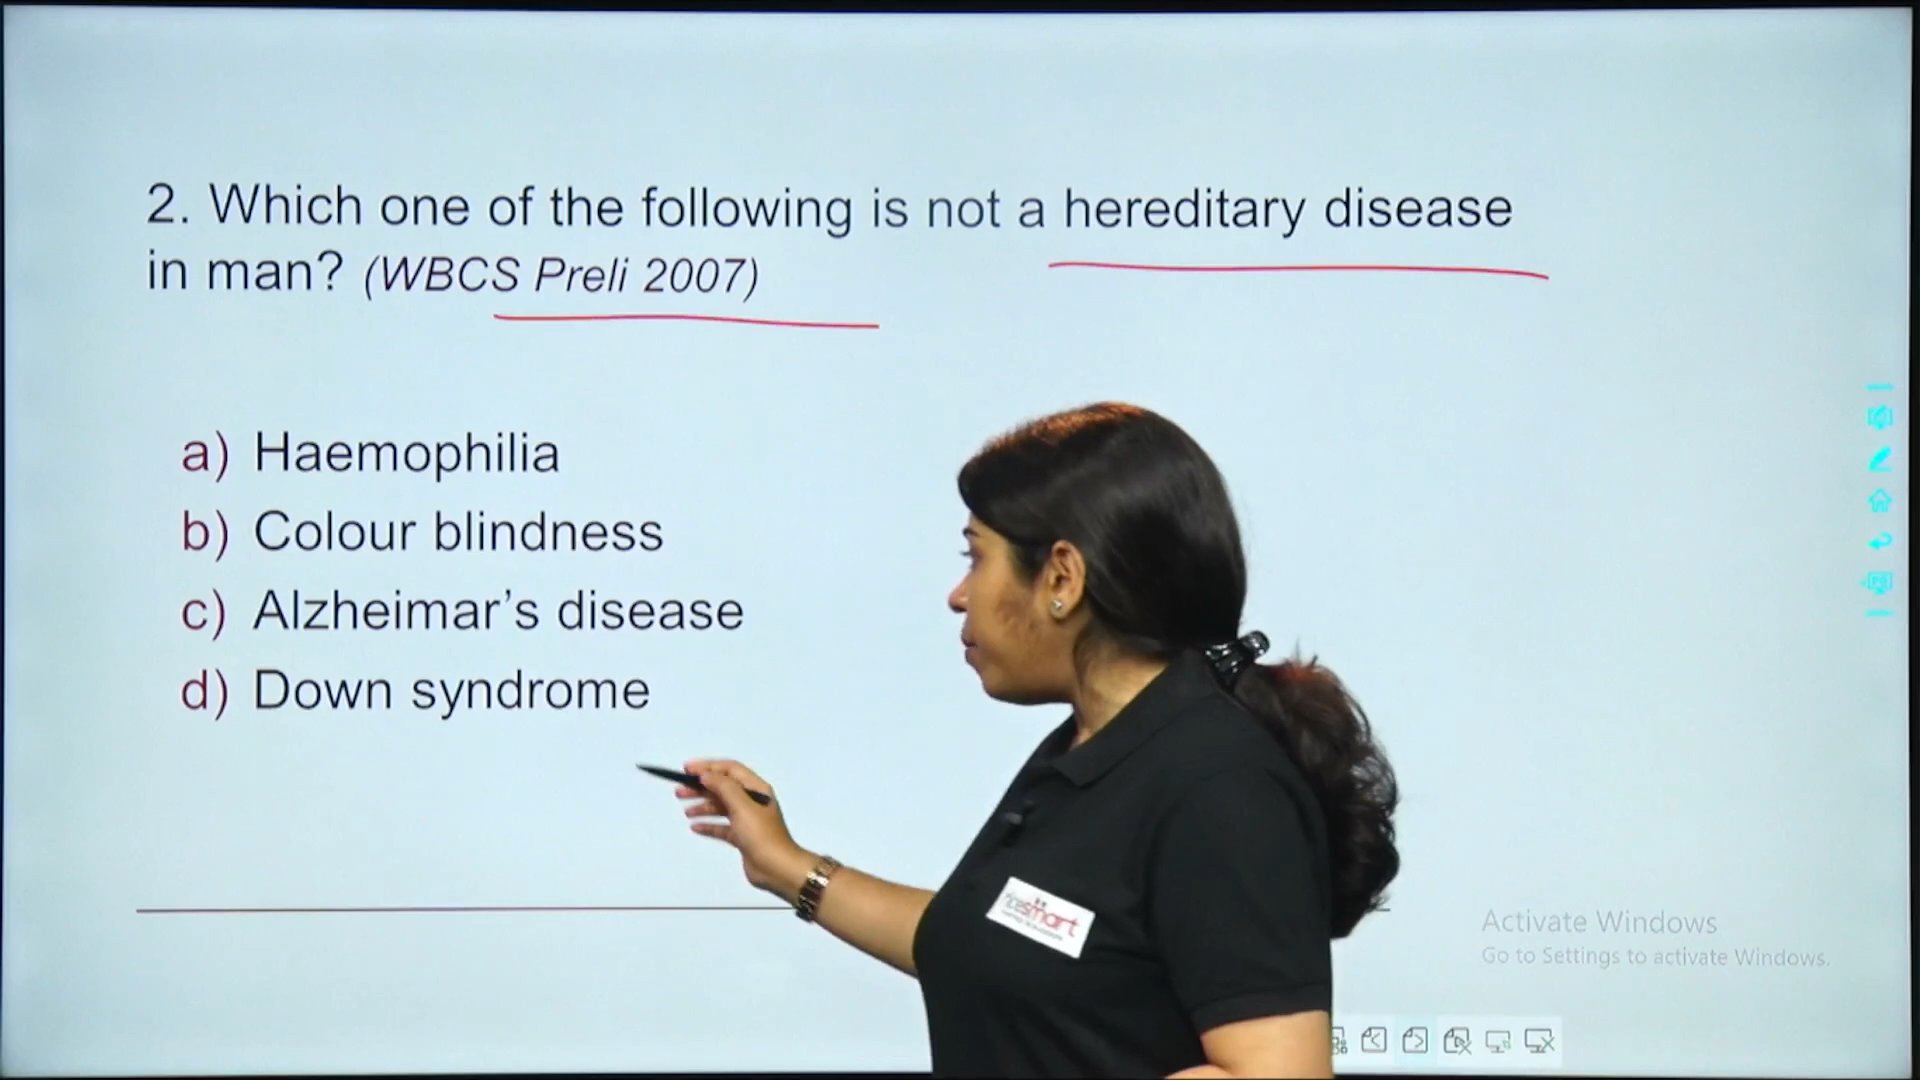 2. Which one of the following is not a hereditary disease
in man? (WBCS Preli 2007)
a) Haemophilia
b) Colour blindness
c) Alzheimar’s disease
d) Down syndrome
smart
Activate Windows
Go to Settings to activate Windows.